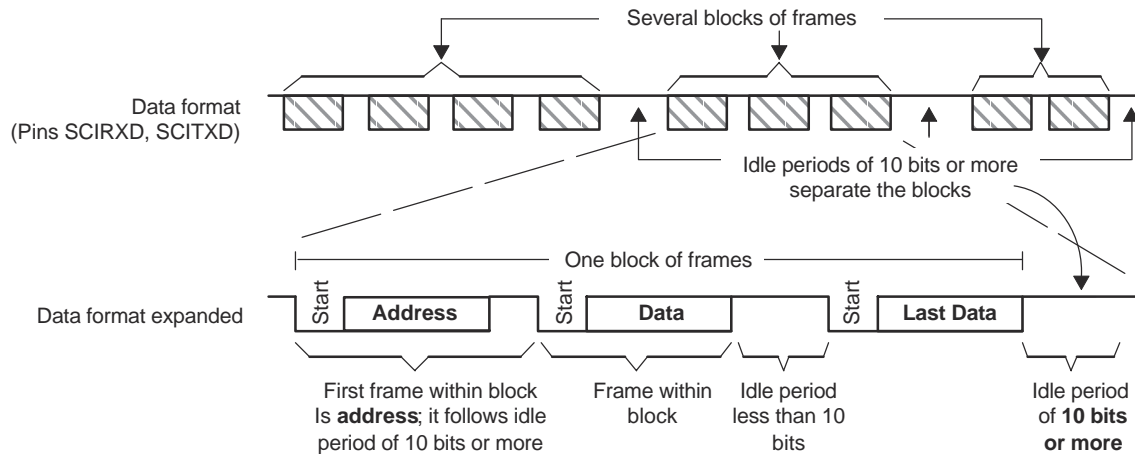 Several blocks of frames
Data format
(Pins SCIRXD, SCITXD)
Idle periods of 10 bits or more
separate the blocks
One block of frames
Data format expanded
Start
Address
Start
Data
Start
Last Data
First frame within block
Is address; it follows idle
period of 10 bits or more
Frame within
block
Idle period
less than 10
bits
Idle period
of 10 bits
or more